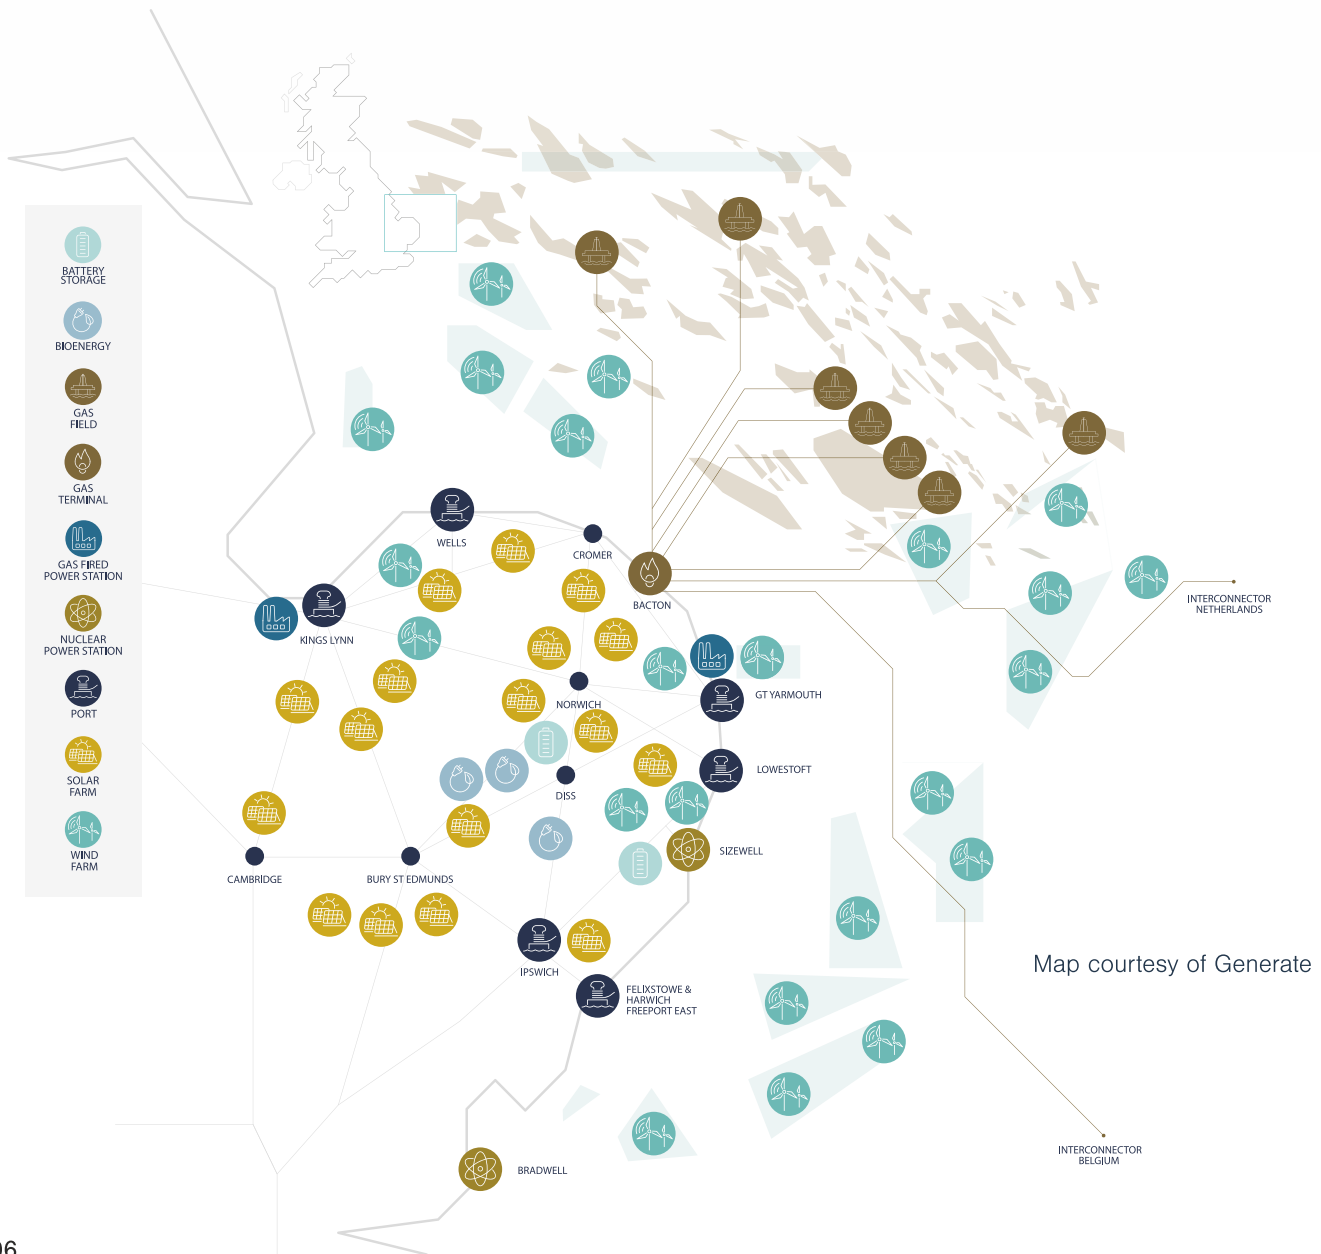 BATTERY
STORAGE
BIOENERGY
GAS
FIELD
GAS
TERMINAL
GAS FIRED
POWER STATION
NUCLEAR
POWER STATION
PORT
SOLAR
FARM
WIND
FARM
WELLS
CROMER
BACTON
KINGS LYNN
INTERCONNECTOR
NETHERLANDS
NORWICH
GT YARMOUTH
LOWESTOFT
DISS
SIZEWELL
CAMBRIDGE
BURY ST EDMUNDS
IPSWICH
FELIXSTOWE &
HARWICH
FREEPORT EAST
Map courtesy of Generate
INTERCONNECTOR
BELGIUM
BRADWELL